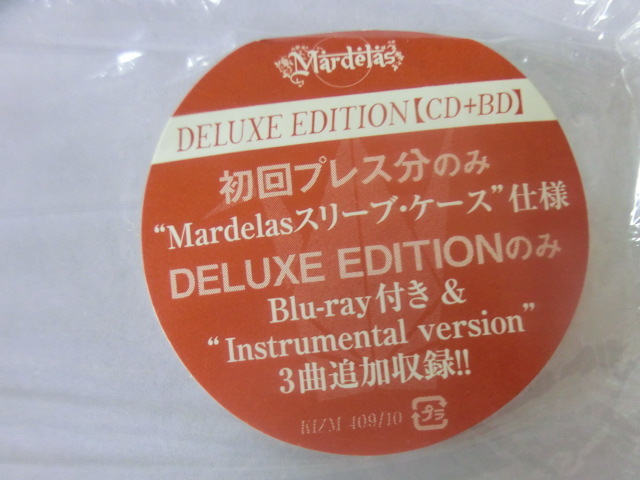 Mardelas
DELUXE EDITION【CD+BD】
初回プレス分のみ
“Mardelasスリーブ・ケース”仕様
DELUXE EDITIONのみ
Blu-ray付き &
“Instrumental version”
3曲追加収録!!
KIZM 409/10 プラ